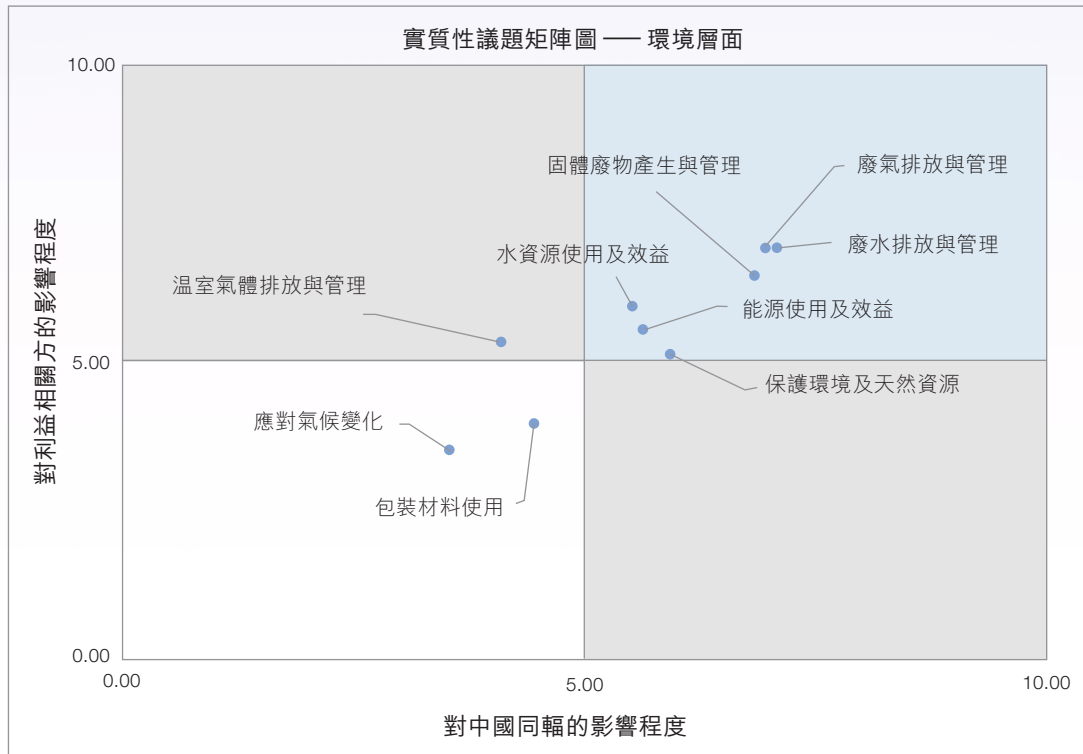 實質性議題矩陣圖 —— 環境層面
10.00
固體廢物產生與管理
廢氣排放與管理
水資源使用及效益
廢水排放與管理
温室氣體排放與管理
能源使用及效益
對利益相關方的影響程度
5.00
保護環境及天然資源
應對氣候變化
包裝材料使用
0.00
0.00
5.00
10.00
對中國同輻的影響程度